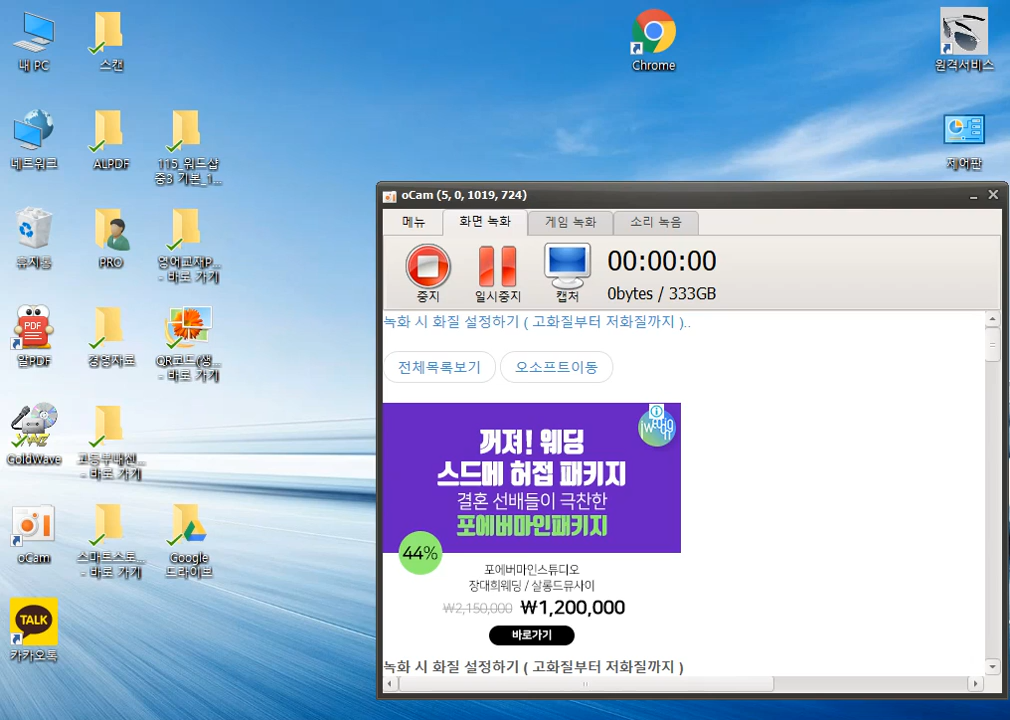 내 PC
스캔
Chrome
원격서비스
네트워크
ALPDF
115_워드샵
중3 기본_1...
제어판
휴지통
PRO
영어교재P...
- 바로 가기
PDF
알PDF
경영자료
QR코드(생...
- 바로 가기
GoldWave
고등부내신...
- 바로 가기
oCam
스마트스토...
- 바로 가기
Google
드라이브
TALK
카카오톡
oCam (5, 0, 1019, 724)
메뉴
화면 녹화
게임 녹화
소리 녹음
중지
일시중지
캡처
00:00:00
0bytes / 333GB
녹화 시 화질 설정하기 ( 고화질부터 저화질까지 )..
전체목록보기
오소프트이동
꺼져! 웨딩
스드메 허접 패키지
결혼 선배들이 극찬한
포에버마인패키지
44%
포에버마인스튜디오
장대희웨딩 / 살롱드뮤사이
₩2,150,000 ₩1,200,000
바로가기
녹화 시 화질 설정하기 ( 고화질부터 저화질까지 )